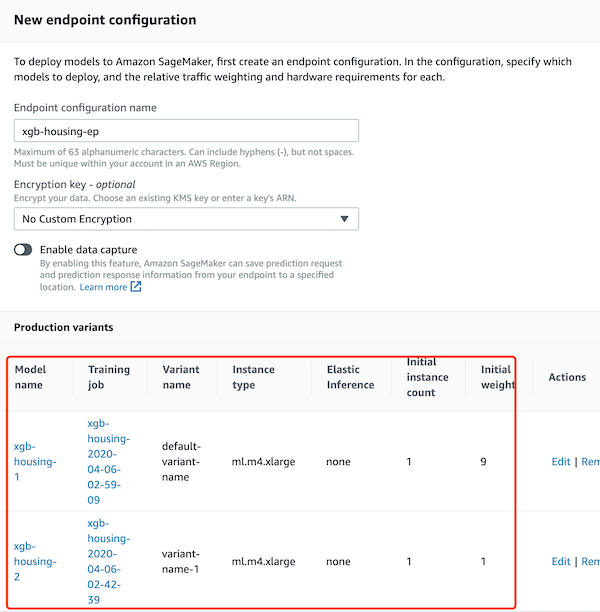 New endpoint configuration
To deploy models to Amazon SageMaker, first create an endpoint configuration. In the configuration, specify which
models to deploy, and the relative traffic weighting and hardware requirements for each.
Endpoint configuration name
xgb-housing-ep
Maximum of 63 alphanumeric characters. Can include hyphens (-), but not spaces.
Must be unique within your account in an AWS Region.
Encryption key - optional
Encrypt your data. Choose an existing KMS key or enter a key's ARN.
No Custom Encryption
Enable data capture
By enabling this feature, Amazon SageMaker can save prediction request
and prediction response information from your endpoint to a specified
location. Learn more
Production variants
Model
name
Training
job
Variant
name
Instance
type
Elastic
Inference
Initial
instance
count
Initial
weight
Actions
xgb-
housing-
1
xgb-
housing-
2020-
04-06-
02-59-
09
default-
variant-
name
ml.m4.xlarge
none
1
9
Edit | Rem
xgb-
housing-
2
xgb-
housing-
2020-
04-06-
02-42-
39
variant-
name-1
ml.m4.xlarge
none
1
1
Edit | Rem